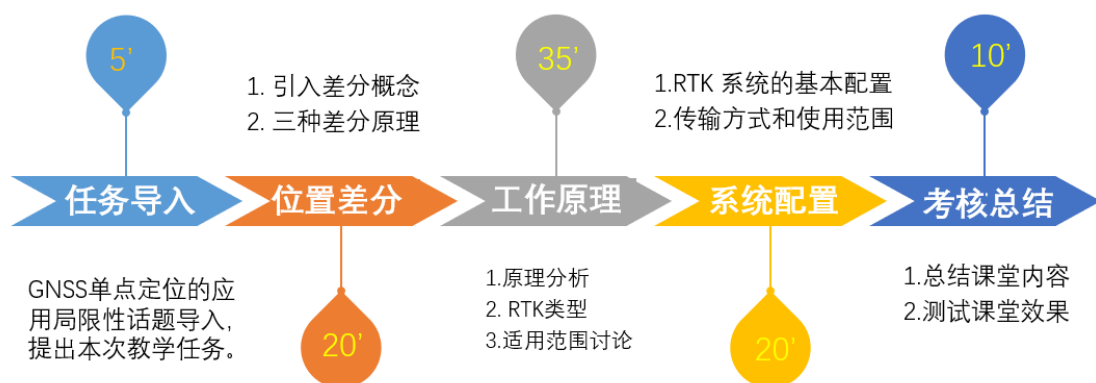 5’
35’
10’
1. 引入差分概念
2. 三种差分原理
1.RTK 系统的基本配置
2.传输方式和使用范围
任务导入
位置差分
工作原理
系统配置
考核总结
GNSS单点定位的应
用局限性话题导入，
提出本次教学任务。
20’
1.原理分析
2. RTK类型
3.适用范围讨论
20’
1.总结课堂内容
2.测试课堂效果